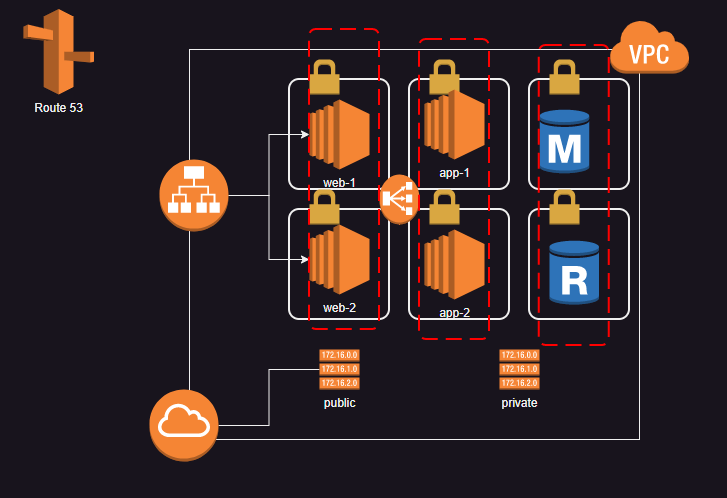 Route 53
VPC
web-1
app-1
M
web-2
app-2
R
172.16.0.0
172.16.1.0
172.16.2.0
public
172.16.0.0
172.16.1.0
172.16.2.0
private